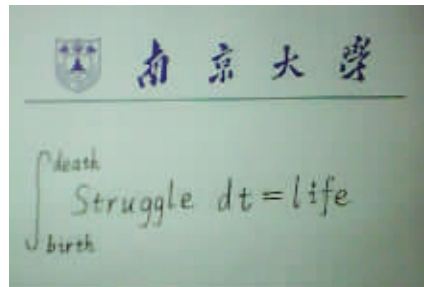 南京大學
death
∫ Struggle dt = life
birth